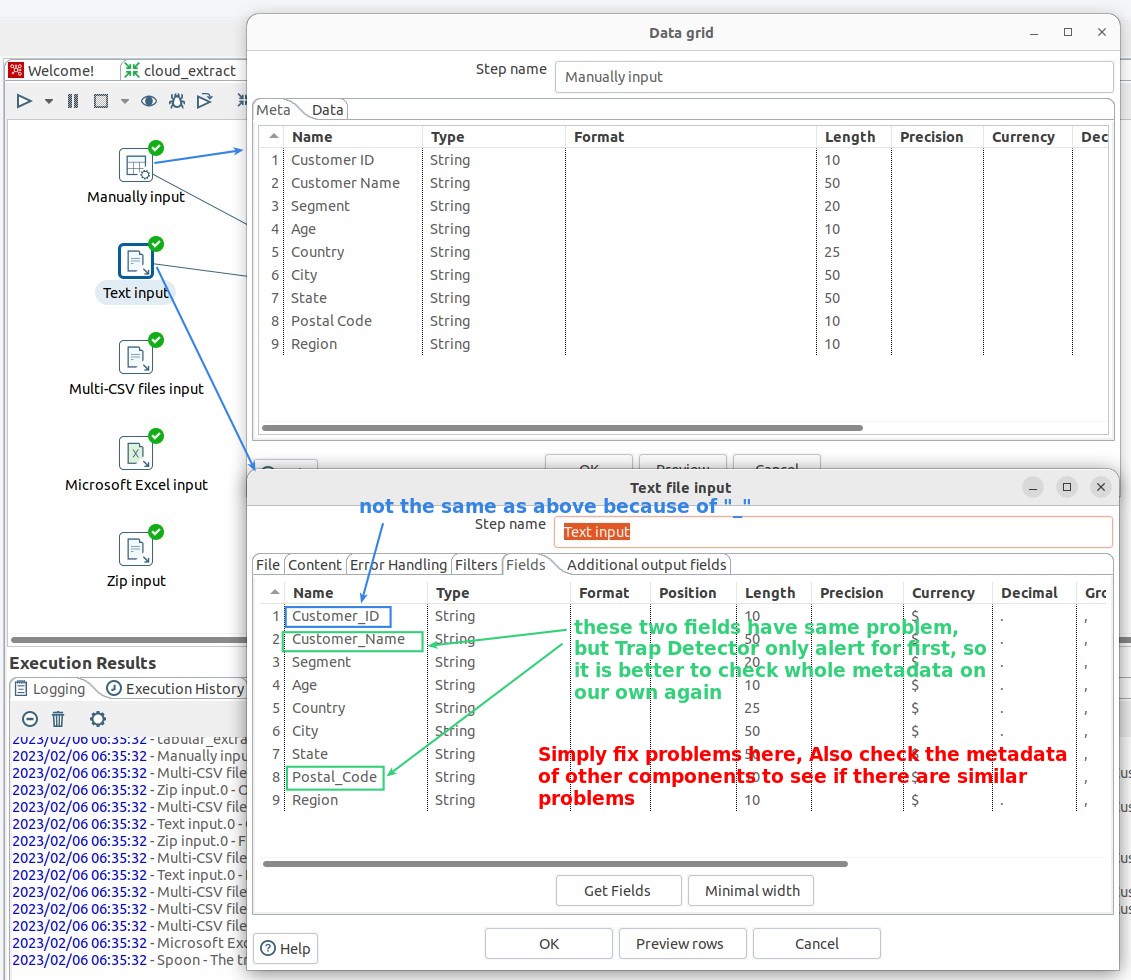 Data grid
Welcome!
cloud_extract
Step name Manually input
Meta Data
Name Type Format Length Precision Currency Dec
1 Customer ID String 10
2 Customer Name String 50
3 Segment String 20
4 Age String 10
5 Country String 25
6 City String 50
7 State String 50
8 Postal Code String 10
9 Region String 10
Manually input
Text input
Multi-CSV files input
Microsoft Excel input
Zip input
OK Preview Cancel
Text file input
not the same as above because of "_"
Step name Text input
File Content Error Handling Filters Fields Additional output fields
Name Type Format Position Length Precision Currency Decimal Gro
1 Customer_ID String 10 $ . ,
2 Customer_Name String 50 $ . ,
3 Segment String 20 $ . ,
4 Age String 10 $ . ,
5 Country String 25 $ . ,
6 City String 50 $ . ,
7 State String 50 $ . ,
8 Postal_Code String 10 $ . ,
9 Region String 10 $ . ,
these two fields have same problem,
but Trap Detector only alert for first, so
it is better to check whole metadata on
our own again
Simply fix problems here, Also check the metadata
of other components to see if there are similar
problems
Get Fields Minimal width
Help OK Preview rows Cancel
Execution Results
Logging Execution History
2023/02/06 06:35:32 - tabular_extra
2023/02/06 06:35:32 - Manually inpu
2023/02/06 06:35:32 - Multi-CSV file
2023/02/06 06:35:32 - Zip input.0 - O
2023/02/06 06:35:32 - Multi-CSV file
2023/02/06 06:35:32 - Text input.0 -
2023/02/06 06:35:32 - Zip input.0 - F
2023/02/06 06:35:32 - Multi-CSV file
2023/02/06 06:35:32 - Text input.0 -
2023/02/06 06:35:32 - Multi-CSV file
2023/02/06 06:35:32 - Multi-CSV file
2023/02/06 06:35:32 - Multi-CSV file
2023/02/06 06:35:32 - Microsoft Exc
2023/02/06 06:35:32 - Spoon - The tr